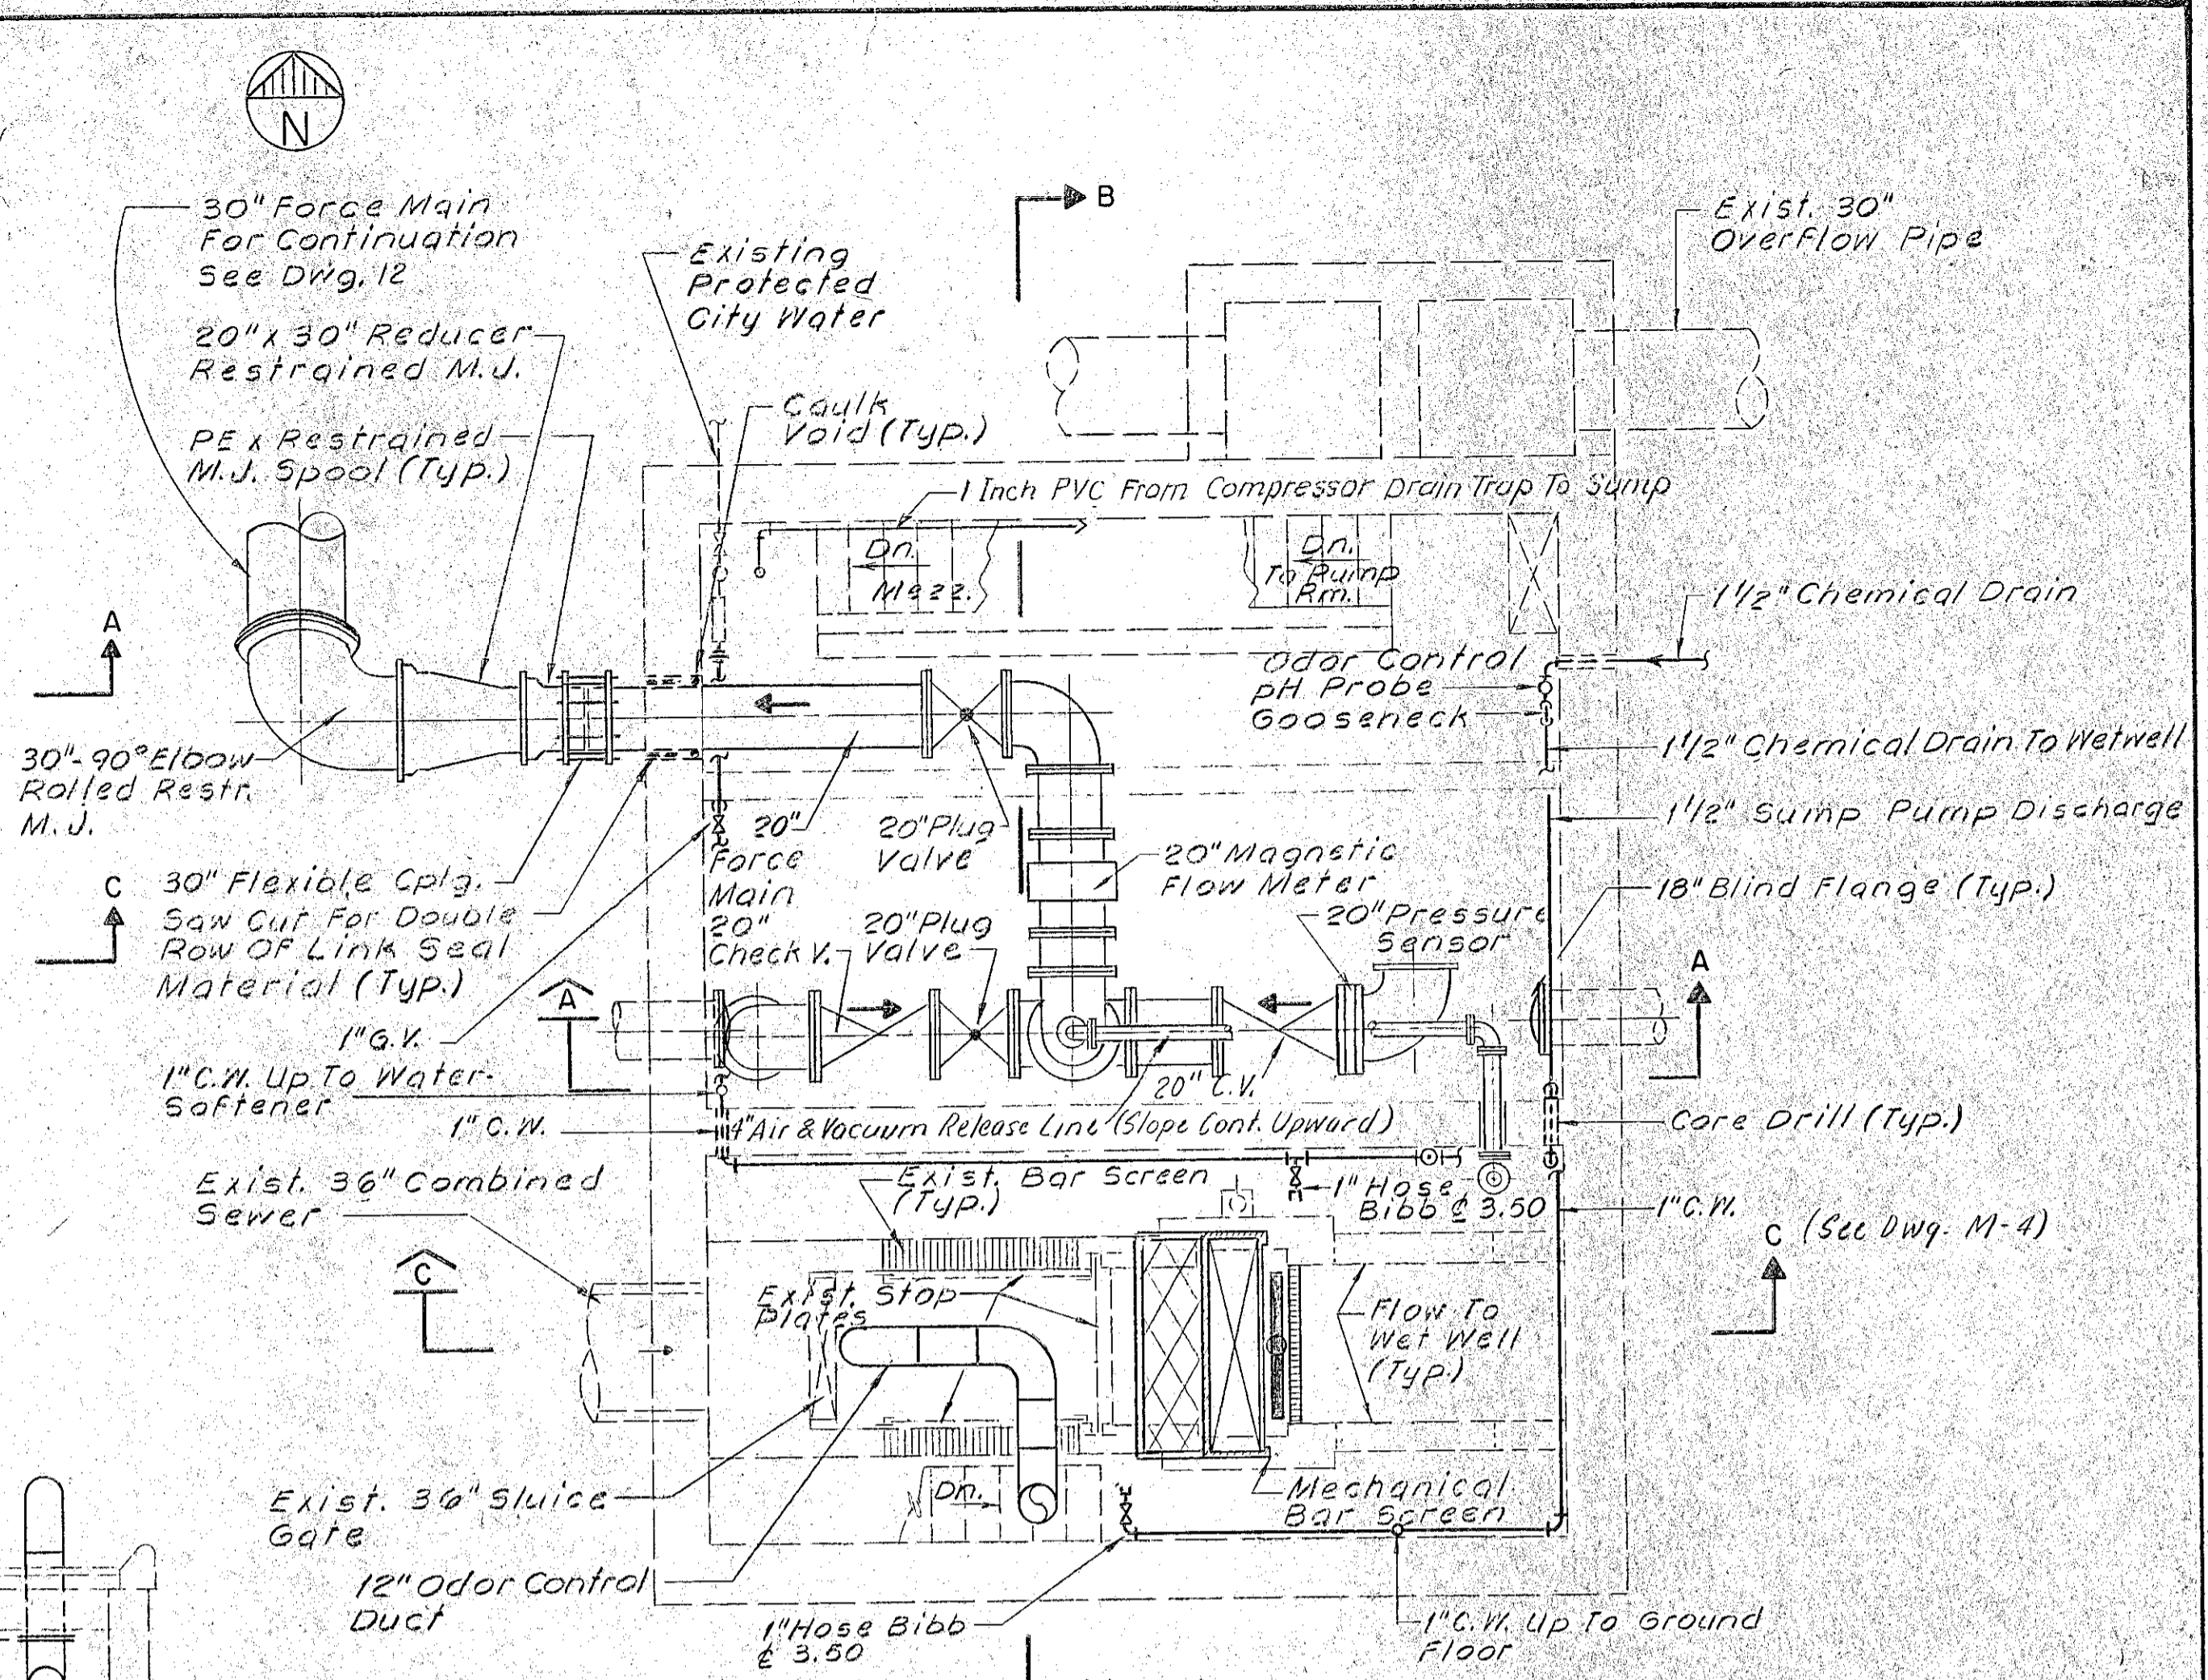 N
30" Force Main
For Continuation
See Dwg. 12
Existing
Protected
City Water
B
Exist. 30"
Overflow Pipe
20" x 30" Reducer
Restrained M.J.
Caulk
Void (Typ.)
PE x Restrained
M.J. Spool (Typ.)
1 Inch PVC From Compressor Drain Trap To Sump
Dn.
Mezz.
Dn.
To Pump
Rm.
1 1/2" Chemical Drain
A
Odor Control
pH Probe
Gooseneck
1 1/2" Chemical Drain To Wetwell
30"-90° Elbow
Rolled Restr.
M.J.
1 1/2" Sump Pump Discharge
20"
Force
Main
20" Plug
Valve
20" Magnetic
Flow Meter
C
30" Flexible Cplg.
Saw Cut For Double
Row Of Link Seal
Material (Typ.)
18" Blind Flange (Typ.)
20"
Check V.
20" Plug
Valve
20" Pressure
Sensor
A
A
1" G.V.
1" C.W. Up To Water-
Softener
20" C.V.
1" C.W.
4" Air & Vacuum Release Line (Slope Cont. Upward)
Core Drill (Typ.)
Exist. 36" Combined
Sewer
Exist. Bar Screen
(Typ.)
1" Hose
Bibb ₵ 3.50
1" C.W.
C (See Dwg. M-4)
C
Exist. Stop
Plates
Flow To
Wet Well
(Typ.)
Exist. 36" Sluice
Gate
Dn.
Mechanical
Bar Screen
12" Odor Control
Duct
1" Hose Bibb
₵ 3.50
1" C.W. Up To Ground
Floor